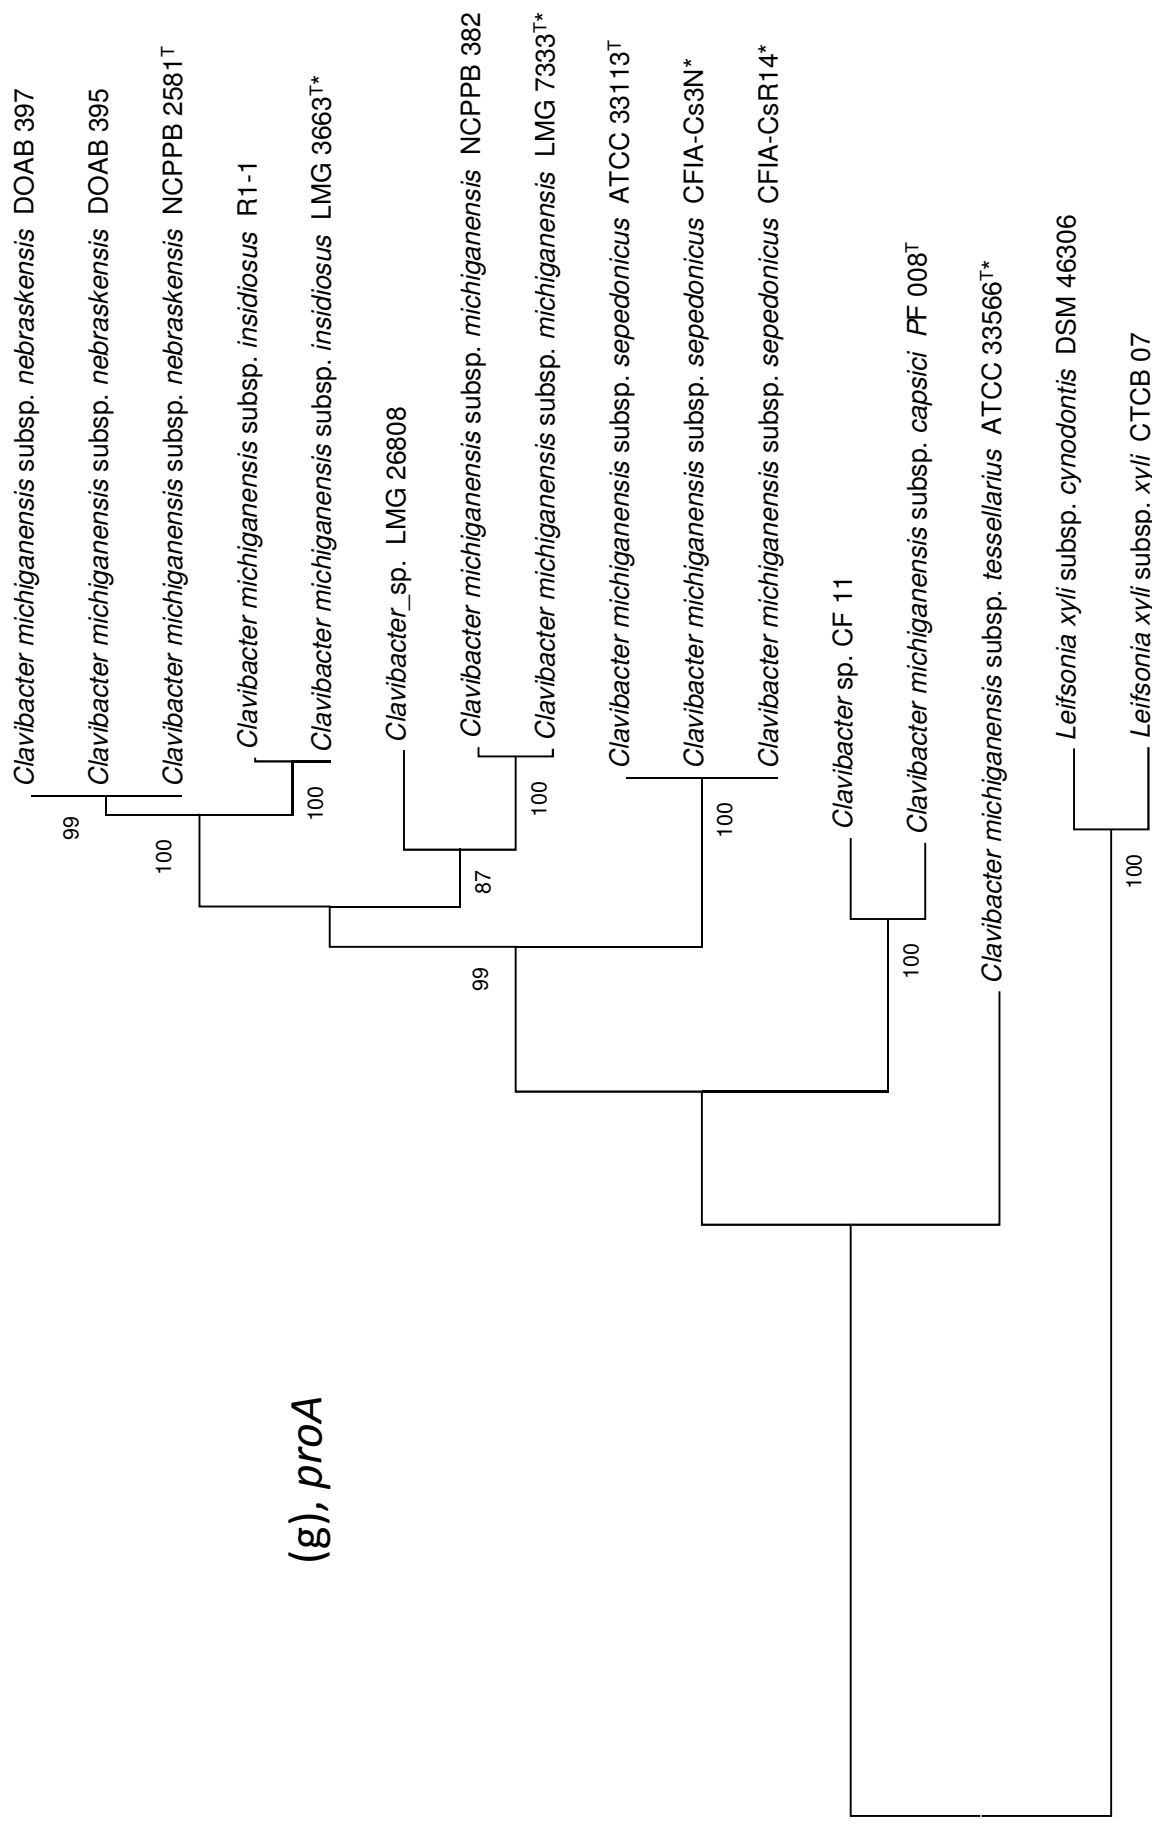 Clavibacter michiganensis subsp. nebraskensis DOAB 397
Clavibacter michiganensis subsp. nebraskensis DOAB 395
Clavibacter michiganensis subsp. nebraskensis NCPPB 2581T
Clavibacter michiganensis subsp. insidiosus R1-1
Clavibacter michiganensis subsp. insidiosus LMG 3663T*
Clavibacter_sp. LMG 26808
Clavibacter michiganensis subsp. michiganensis NCPPB 382
Clavibacter michiganensis subsp. michiganensis LMG 7333T*
Clavibacter michiganensis subsp. sepedonicus ATCC 33113T
Clavibacter michiganensis subsp. sepedonicus CFIA-Cs3N*
Clavibacter michiganensis subsp. sepedonicus CFIA-CsR14*
Clavibacter sp. CF 11
Clavibacter michiganensis subsp. capsici PF 008T
Clavibacter michiganensis subsp. tessellarius ATCC 33566T*
Leifsonia xyli subsp. cynodontis DSM 46306
Leifsonia xyli subsp. xyli CTCB 07
99
100
100
87
100
99
100
100
100
(g), proA